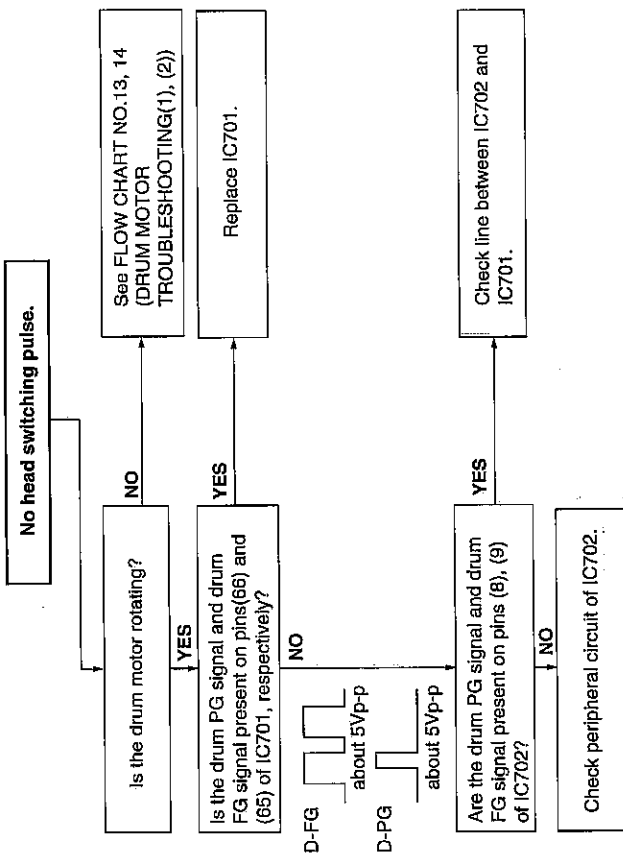 No head switching pulse.
Is the drum motor rotating?
NO
See FLOW CHART NO.13, 14
(DRUM MOTOR
TROUBLESHOOTING(1), (2))
YES
Is the drum PG signal and drum
FG signal present on pins(66) and
(65) of IC701, respectively?
YES
Replace IC701.
NO
D-FG
about 5Vp-p
D-PG
about 5Vp-p
Are the drum PG signal and drum
FG signal present on pins (8), (9)
of IC702?
YES
Check line between IC702 and
IC701.
NO
Check peripheral circuit of IC702.